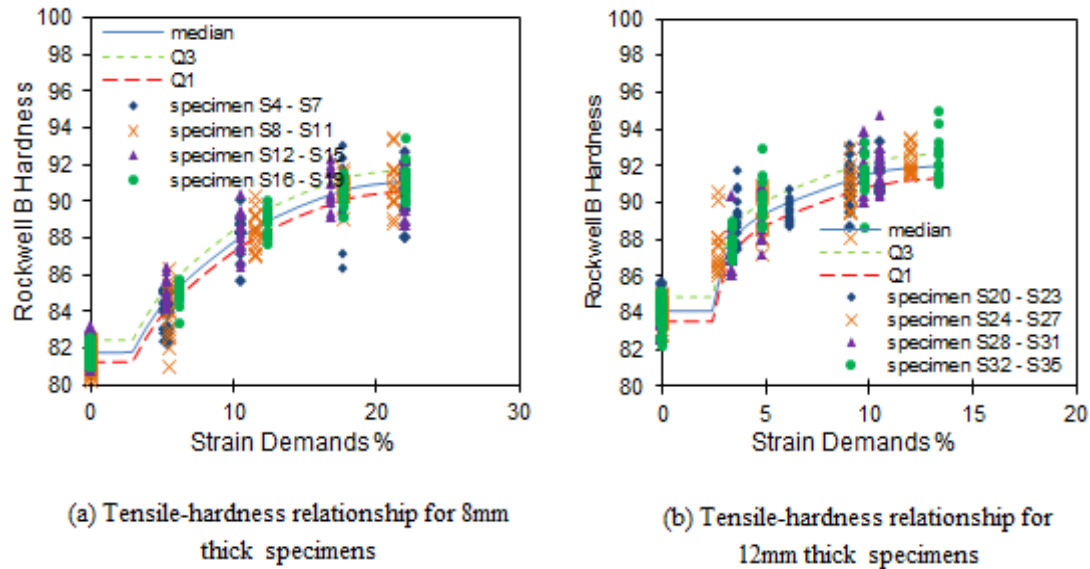 100
98
96
94
92
90
88
86
84
82
80
Rockwell B Hardness
median
Q3
Q1
specimen S4 - S7
specimen S8 - S11
specimen S12 - S15
specimen S16 - S19
0
10
20
30
Strain Demands %
(a) Tensile-hardness relationship for 8mm
thick specimens
100
98
96
94
92
90
88
86
84
82
80
Rockwell B Hardness
median
Q3
Q1
specimen S20 - S23
specimen S24 - S27
specimen S28 - S31
specimen S32 - S35
0
5
10
15
20
Strain Demands %
(b) Tensile-hardness relationship for
12mm thick specimens